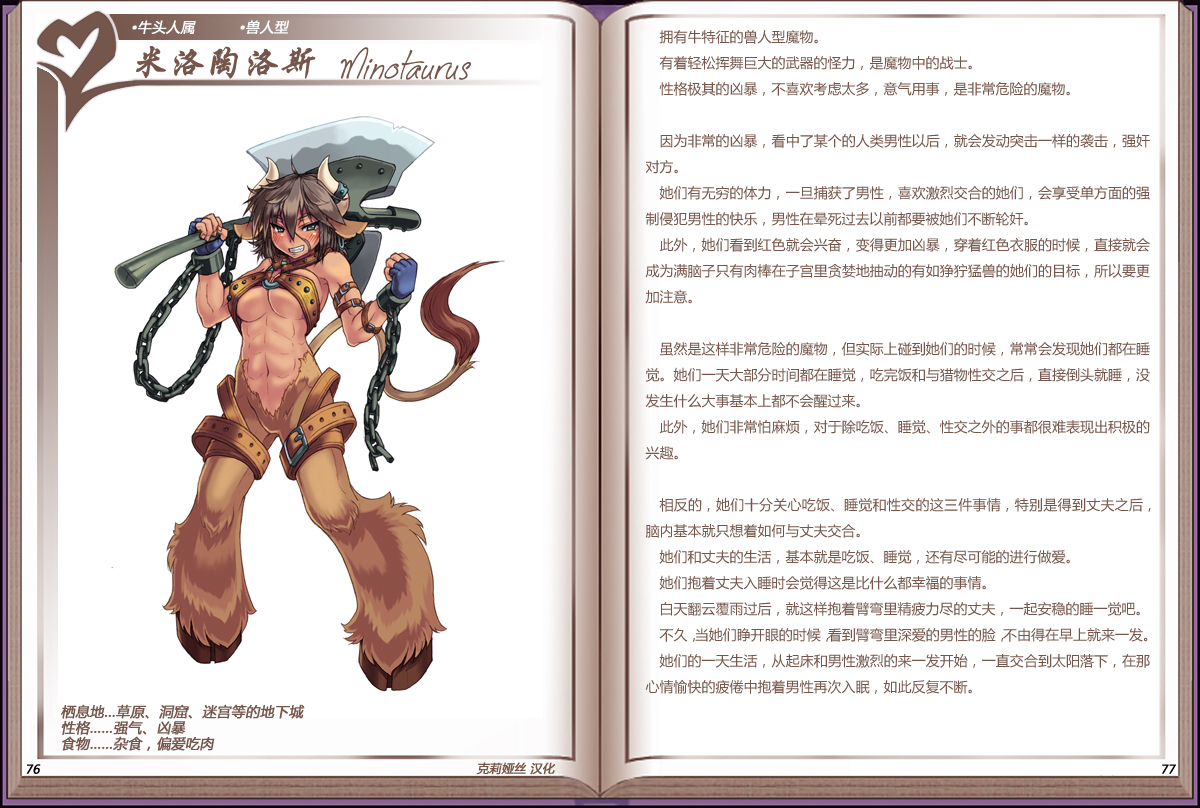 •牛头人属 •兽人型
米洛陶洛斯 Minotaurus
栖息地...草原、洞窟、迷宫等的地下城
性格......强气、凶暴
食物......杂食，偏爱吃肉
76
克莉娅丝 汉化
拥有牛特征的兽人型魔物。
有着轻松挥舞巨大的武器的怪力，是魔物中的战士。
性格极其的凶暴，不喜欢考虑太多，意气用事，是非常危险的魔物。
因为非常的凶暴，看中了某个的人类男性以后，就会发动突击一样的袭击，强奸
对方。
她们有无穷的体力，一旦捕获了男性，喜欢激烈交合的她们，会享受单方面的强
制侵犯男性的快乐，男性在晕死过去以前都要被她们不断轮奸。
此外，她们看到红色就会兴奋，变得更加凶暴，穿着红色衣服的时候，直接就会
成为满脑子只有肉棒在子宫里贪婪地抽动的有如狰狞猛兽的她们的目标，所以要更
加注意。
虽然是这样非常危险的魔物，但实际上碰到她们的时候，常常会发现她们都在睡
觉。她们一天大部分时间都在睡觉，吃完饭和与猎物性交之后，直接倒头就睡，没
发生什么大事基本上都不会醒过来。
此外，她们非常怕麻烦，对于除吃饭、睡觉、性交之外的事都很难表现出积极的
兴趣。
相反的，她们十分关心吃饭、睡觉和性交的这三件事情，特别是得到丈夫之后，
脑内基本就只想着如何与丈夫交合。
她们和丈夫的生活，基本就是吃饭、睡觉，还有尽可能的进行做爱。
她们抱着丈夫入睡时会觉得这是比什么都幸福的事情。
白天翻云覆雨过后，就这样抱着臂弯里精疲力尽的丈夫，一起安稳的睡一觉吧。
不久，当她们睁开眼的时候，看到臂弯里深爱的男性的脸，不由得在早上就来一发。
她们的一天生活，从起床和男性激烈的来一发开始，一直交合到太阳落下，在那
心情愉快的疲倦中抱着男性再次入眠，如此反复不断。
77